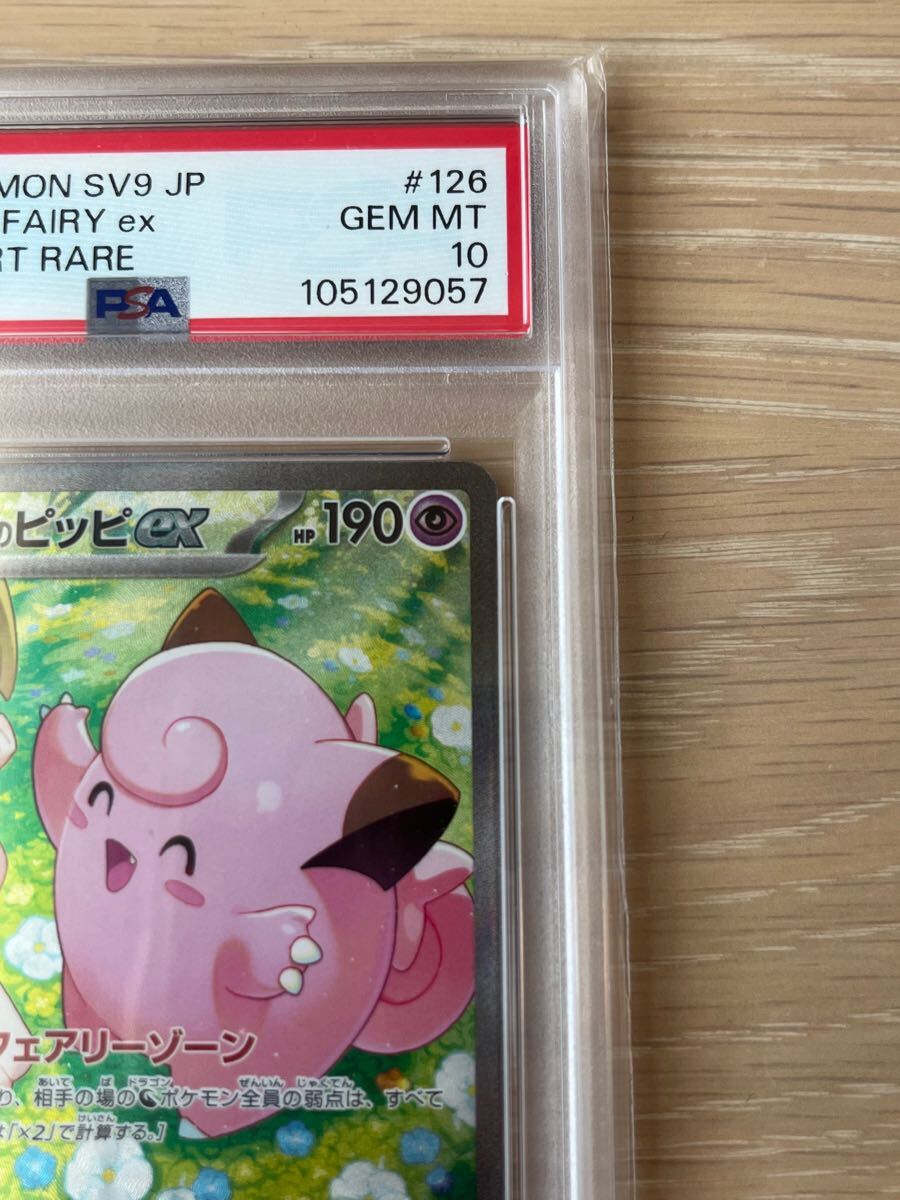 MON SV9 JP #126
FAIRY ex GEM MT
RT RARE 10
PSA 105129057
のピッピex HP190
フェアリーゾーン
あいて ば ドラゴン ぜんいん じゃくてん
り、相手の場のポケモン全員の弱点は、すべて
けいさん
は「×2」で計算する。]